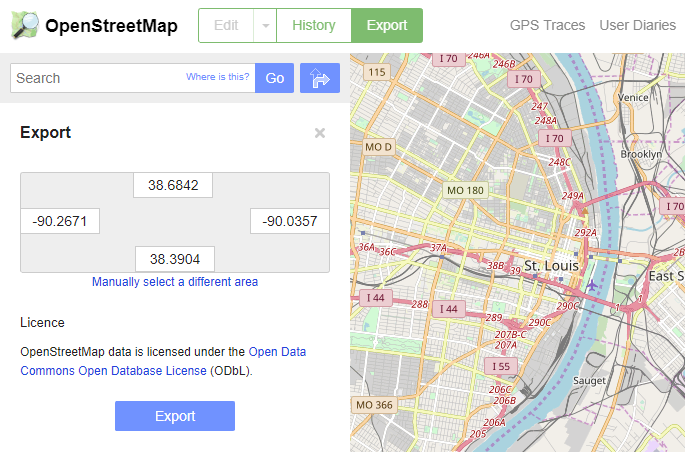 OpenStreetMap
Edit
History
Export
GPS Traces
User Diaries
Search
Where is this?
Go
Export
×
38.6842
-90.2671
-90.0357
38.3904
Manually select a different area
Licence
OpenStreetMap data is licensed under the Open Data
Commons Open Database License (ODbL).
Export
I 70
246A
246B
115
I 70
Venice
247
248A
MO D
I 70
Brooklyn
248C
MO 180
249A
I 70
292A
36A
36C
37A
38B
39
St. Louis
East S
I 44
288
I 44
289
290C
290C
1
1
207B-C
207A
I 55
Sauget
206C
206B
MO 366
206A
205